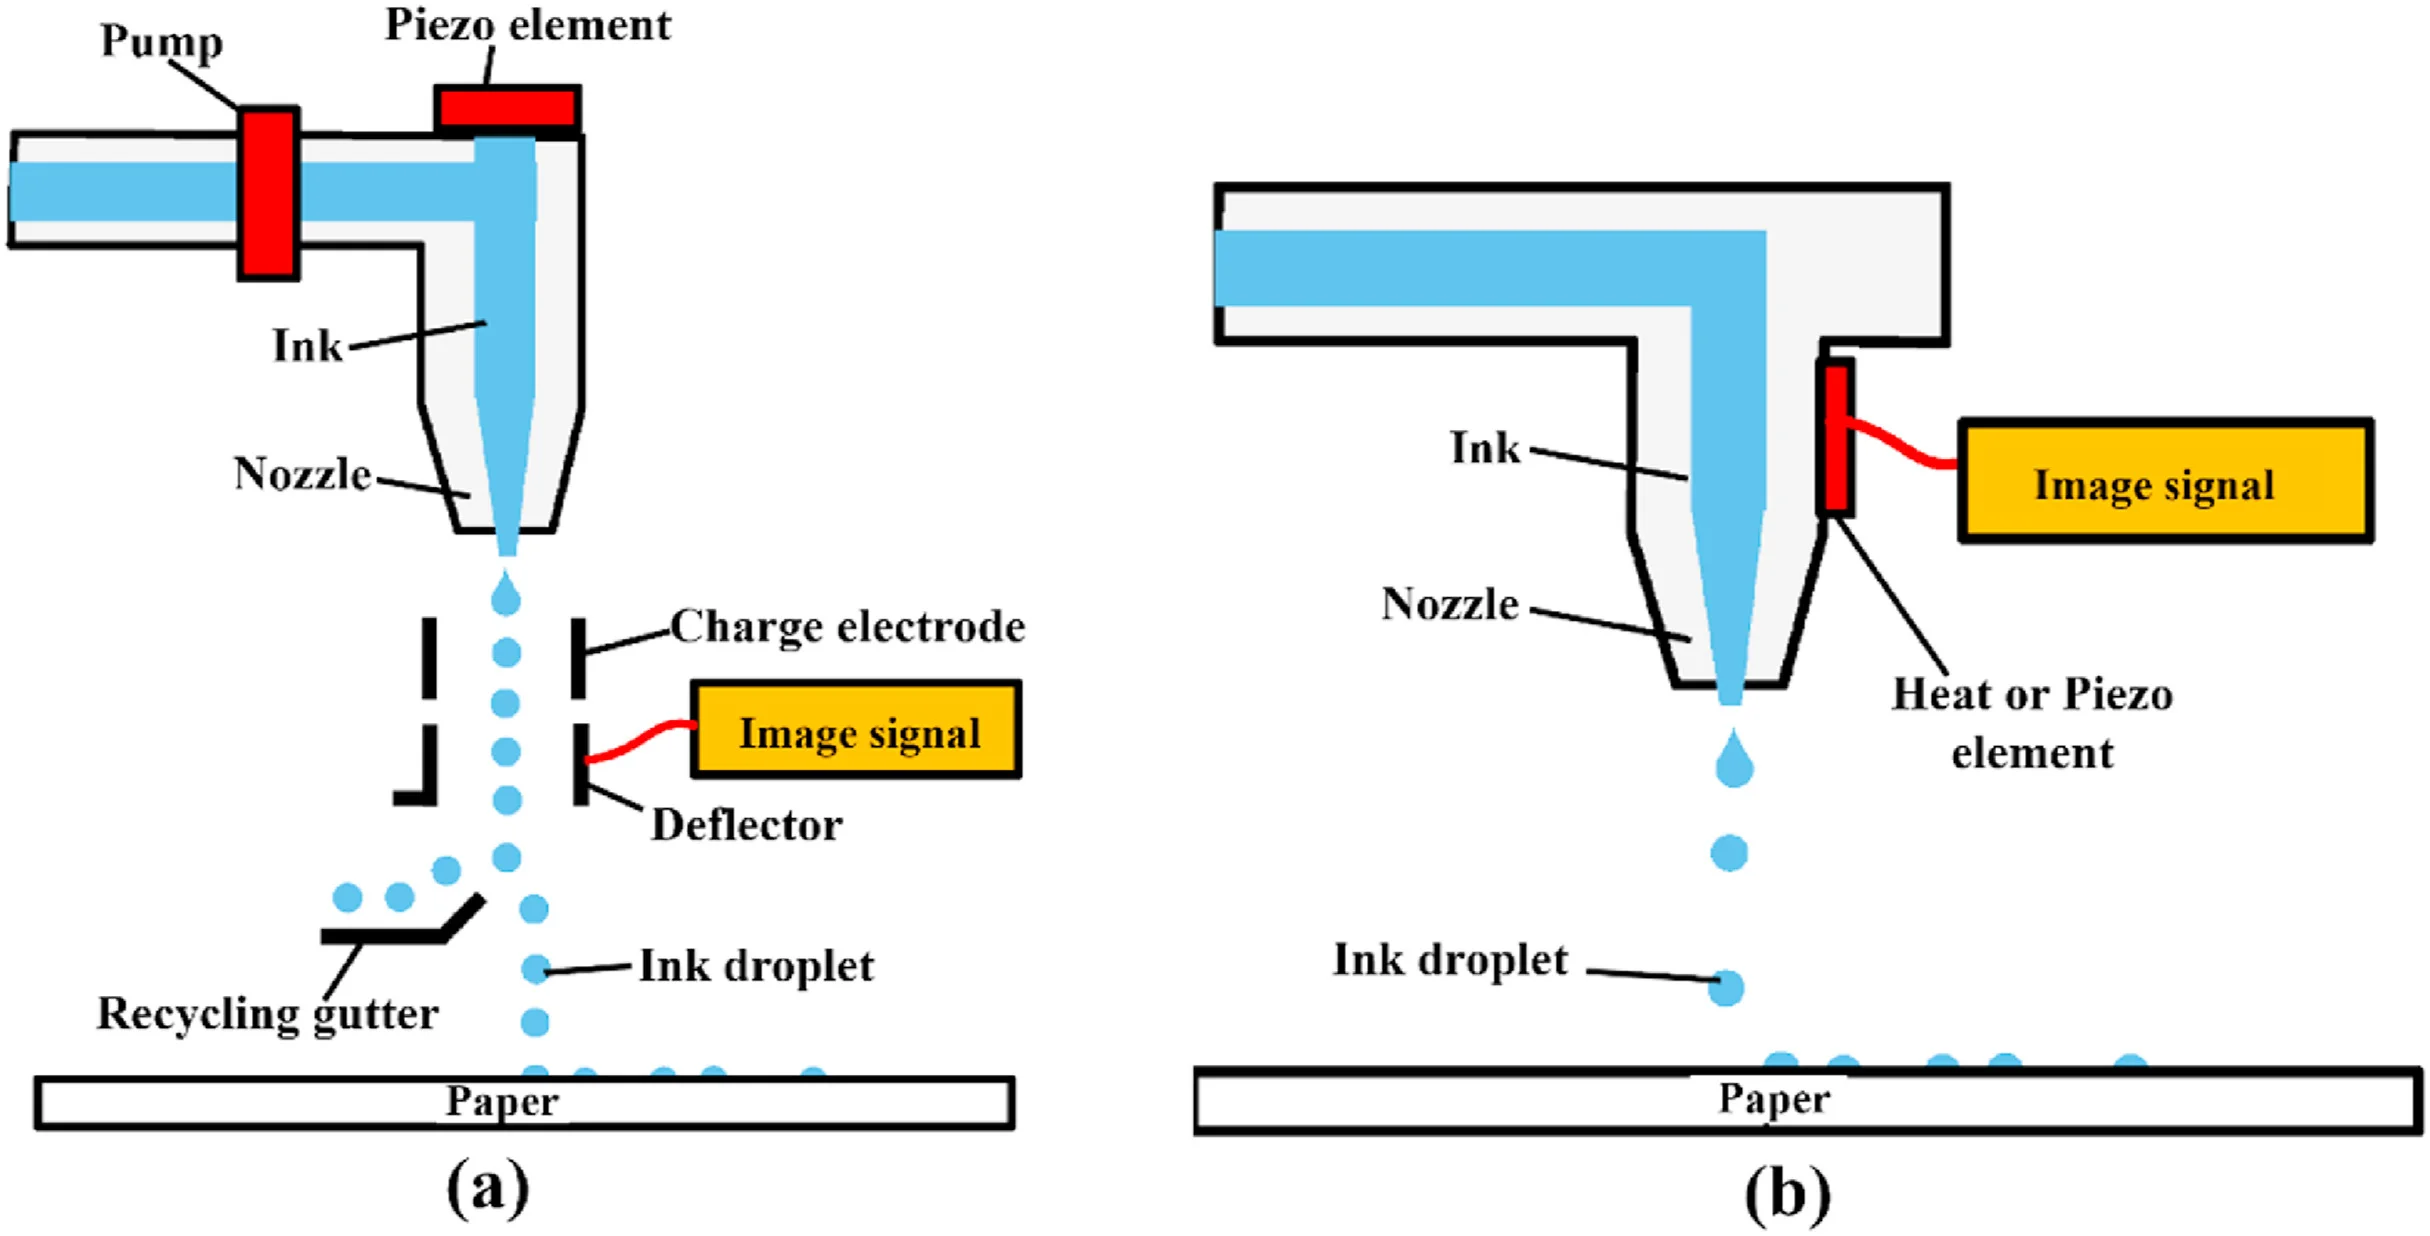 Piezo element
Pump
Ink
Nozzle
Charge electrode
Image signal
Deflector
Ink droplet
Recycling gutter
Paper
(a)
Ink
Image signal
Nozzle
Heat or Piezo
element
Ink droplet
Paper
(b)